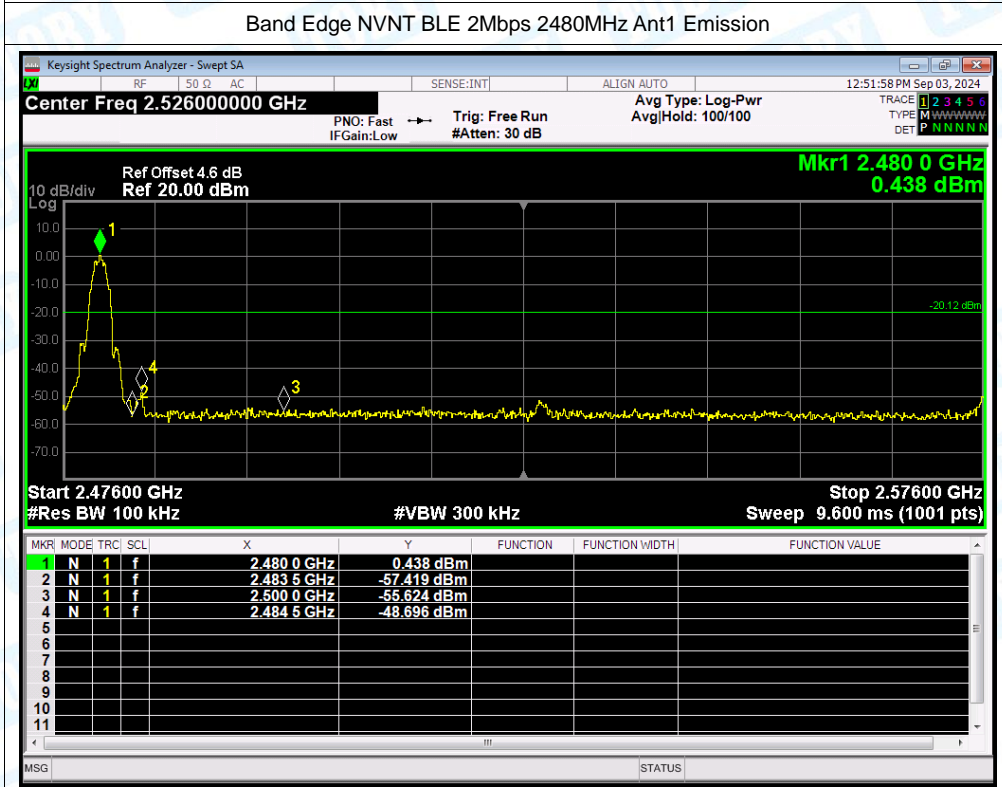 Band Edge NVNT BLE 2Mbps 2480MHz Ant1 Emission
Keysight Spectrum Analyzer - Swept SA
LXI RF 50 Ω AC SENSE:INT ALIGN AUTO 12:51:58 PM Sep 03, 2024
Center Freq 2.526000000 GHz
PNO: Fast
IFGain:Low
Trig: Free Run
#Atten: 30 dB
Avg Type: Log-Pwr
Avg|Hold: 100/100
TRACE 1 2 3 4 5 6
TYPE M WWWWW
DET P N N N N N
Ref Offset 4.6 dB
Ref 20.00 dBm
10 dB/div
Log
Mkr1 2.480 0 GHz
0.438 dBm
10.0
0.00
-10.0
-20.0
-30.0
-40.0
-50.0
-60.0
-70.0
1
2
3
4
-20.12 dBm
Start 2.47600 GHz Stop 2.57600 GHz
#Res BW 100 kHz #VBW 300 kHz Sweep 9.600 ms (1001 pts)
MKR MODE TRC SCL X Y FUNCTION FUNCTION WIDTH FUNCTION VALUE
1 N 1 f 2.480 0 GHz 0.438 dBm
2 N 1 f 2.483 5 GHz -57.419 dBm
3 N 1 f 2.500 0 GHz -55.624 dBm
4 N 1 f 2.484 5 GHz -48.696 dBm
5
6
7
8
9
10
11
MSG STATUS